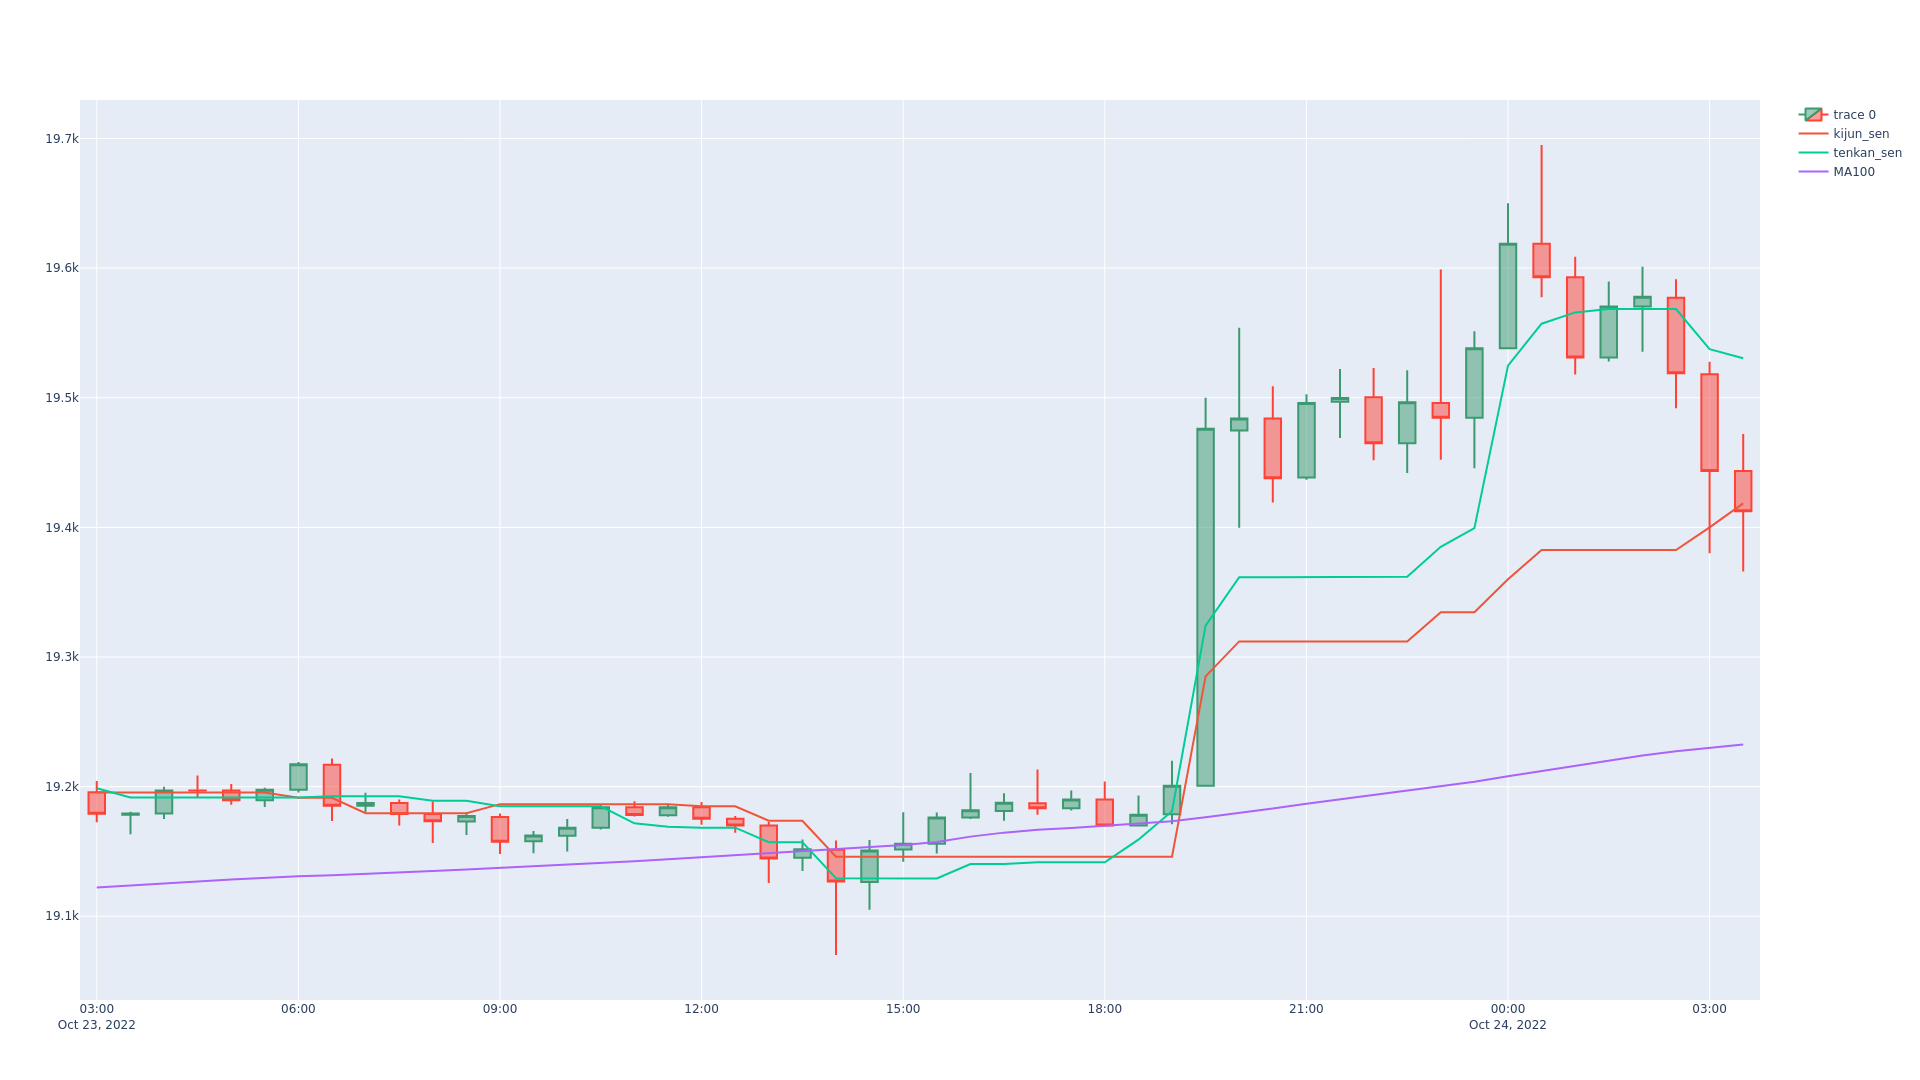 19.7k
19.6k
19.5k
19.4k
19.3k
19.2k
19.1k
03:00 06:00 09:00 12:00 15:00 18:00 21:00 00:00 03:00
Oct 23, 2022 Oct 24, 2022
trace 0
kijun_sen
tenkan_sen
MA100